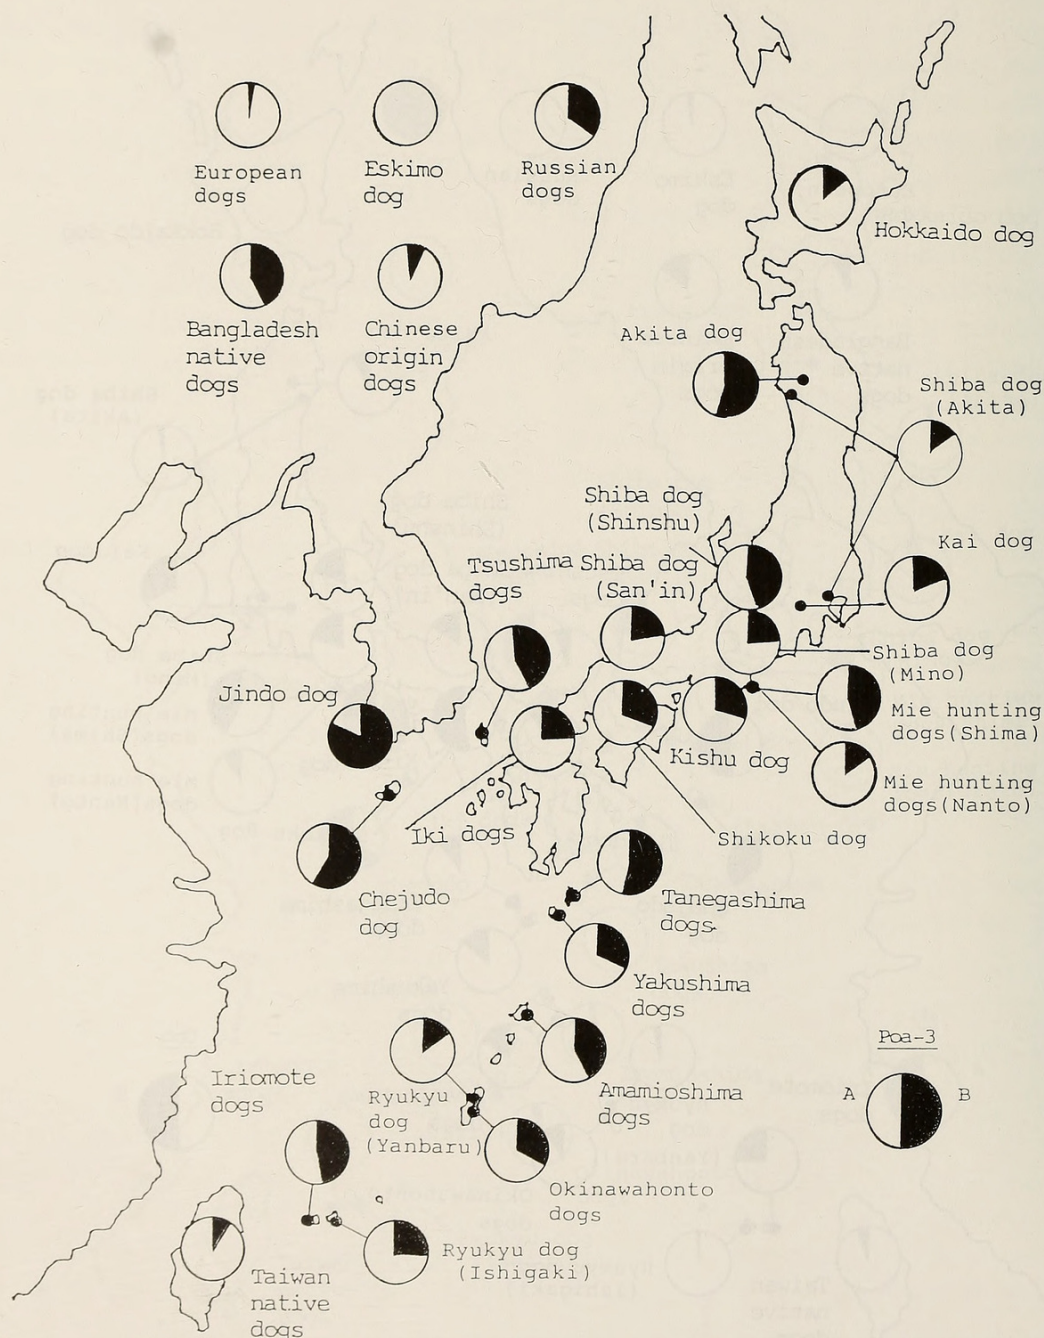 European
dogs
Eskimo
dog
Russian
dogs
Hokkaido dog
Bangladesh
native
dogs
Chinese
origin
dogs
Akita dog
Shiba dog
(Akita)
Shiba dog
(Shinshu)
Kai dog
Tsushima
dogs
Shiba dog
(San'in)
Shiba dog
(Mino)
Jindo dog
Mie hunting
dogs(Shima)
Kishu dog
Mie hunting
dogs(Nanto)
Iki dogs
Shikoku dog
Chejudo
dog
Tanegashima
dogs
Yakushima
dogs
Poa-3
A
B
Iriomote
dogs
Ryukyu
dog
(Yanbaru)
Amamioshima
dogs
Okinawahonto
dogs
Ryukyu dog
(Ishigaki)
Taiwan
native
dogs